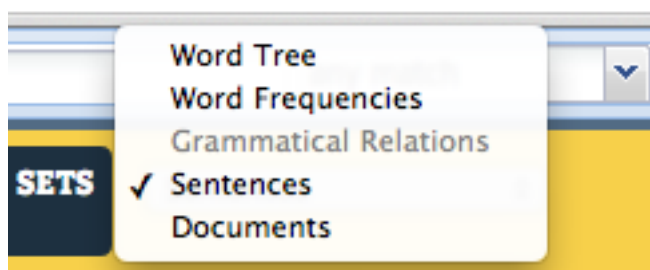 Word Tree
Word Frequencies
Grammatical Relations
SETS ✓ Sentences
Documents